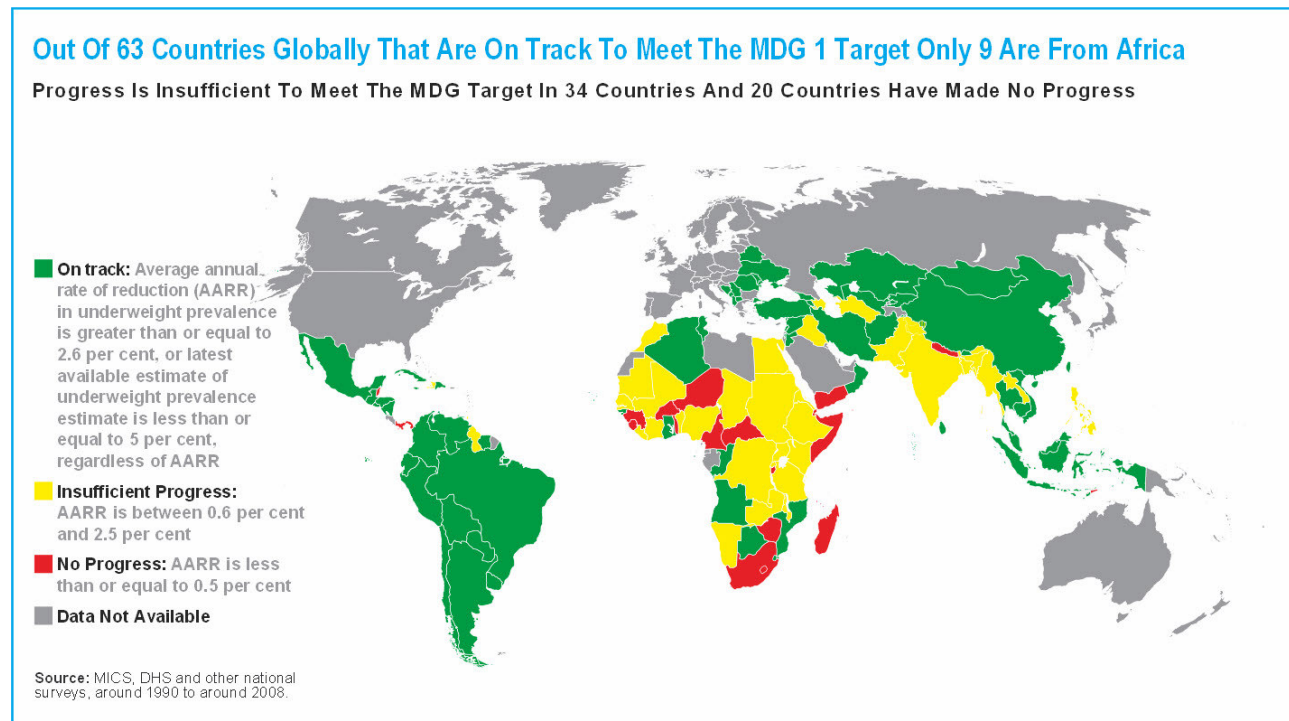 Out Of 63 Countries Globally That Are On Track To Meet The MDG 1 Target Only 9 Are From Africa
Progress Is Insufficient To Meet The MDG Target In 34 Countries And 20 Countries Have Made No Progress
On track: Average annual
rate of reduction (AARR)
in underweight prevalence
is greater than or equal to
2.6 per cent, or latest
available estimate of
underweight prevalence
estimate is less than or
equal to 5 per cent,
regardless of AARR
Insufficient Progress:
AARR is between 0.6 per cent
and 2.5 per cent
No Progress: AARR is less
than or equal to 0.5 per cent
Data Not Available
Source: MICS, DHS and other national
surveys, around 1990 to around 2008.